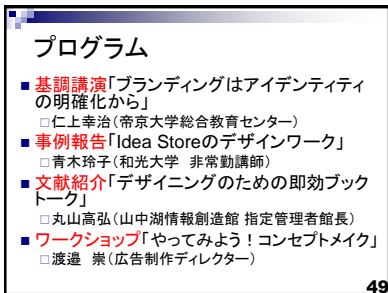 プログラム
基調講演「ブランディングはアイデンティティ
の明確化から」
仁上幸治（帝京大学総合教育センター）
事例報告「Idea Storeのデザインワーク」
青木玲子（和光大学　非常勤講師）
文献紹介「デザイニングのための即効ブック
トーク」
丸山高弘（山中湖情報創造館 指定管理者館長）
ワークショップ「やってみよう！コンセプトメイク」
渡邉　崇（広告制作ディレクター）
49